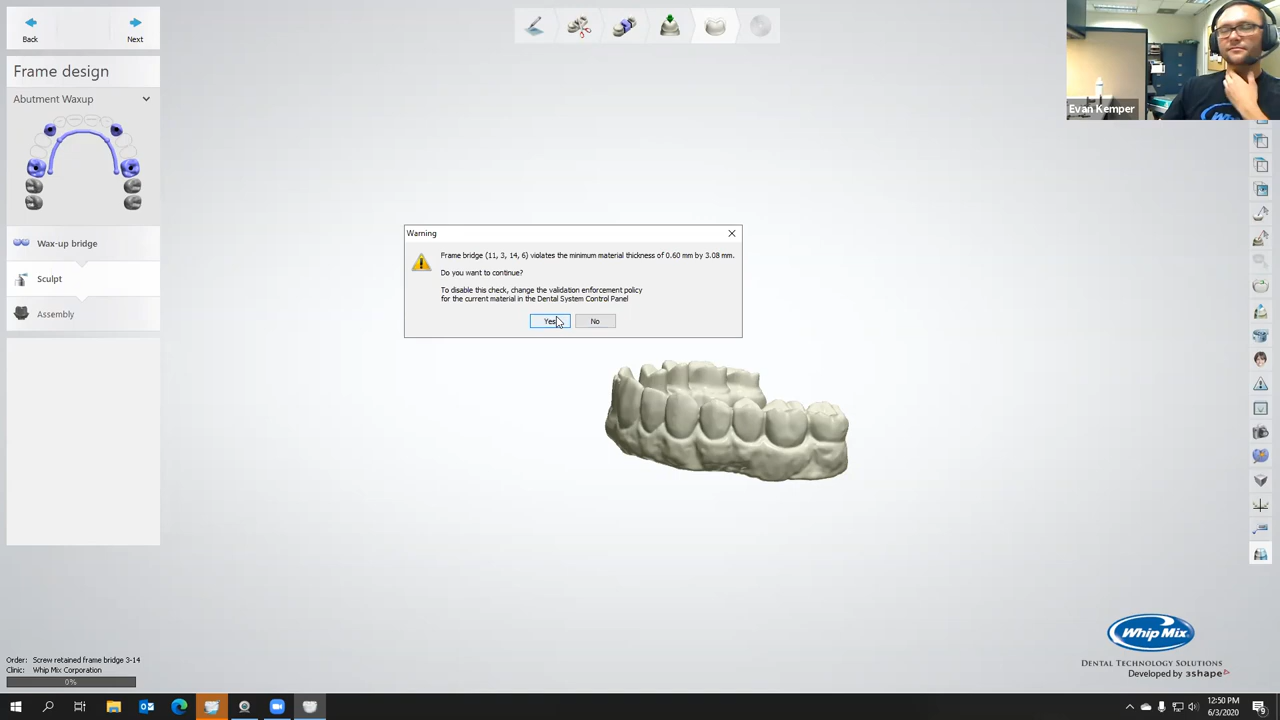 Back
Next
Frame design
Abutment Waxup
Wax-up bridge
Sculpt
Assembly
Warning
Frame bridge (11, 3, 14, 6) violates the minimum material thickness of 0.60 mm by 3.08 mm.
Do you want to continue?
To disable this check, change the validation enforcement policy
for the current material in the Dental System Control Panel
Yes
No
Evan Kemper
Whip Mix
Whip Mix
DENTAL TECHNOLOGY SOLUTIONS
Developed by 3shape
Order: Screw retained frame bridge 3-14
Clinic: Whip Mix Corporation
0%
12:50 PM
6/3/2020